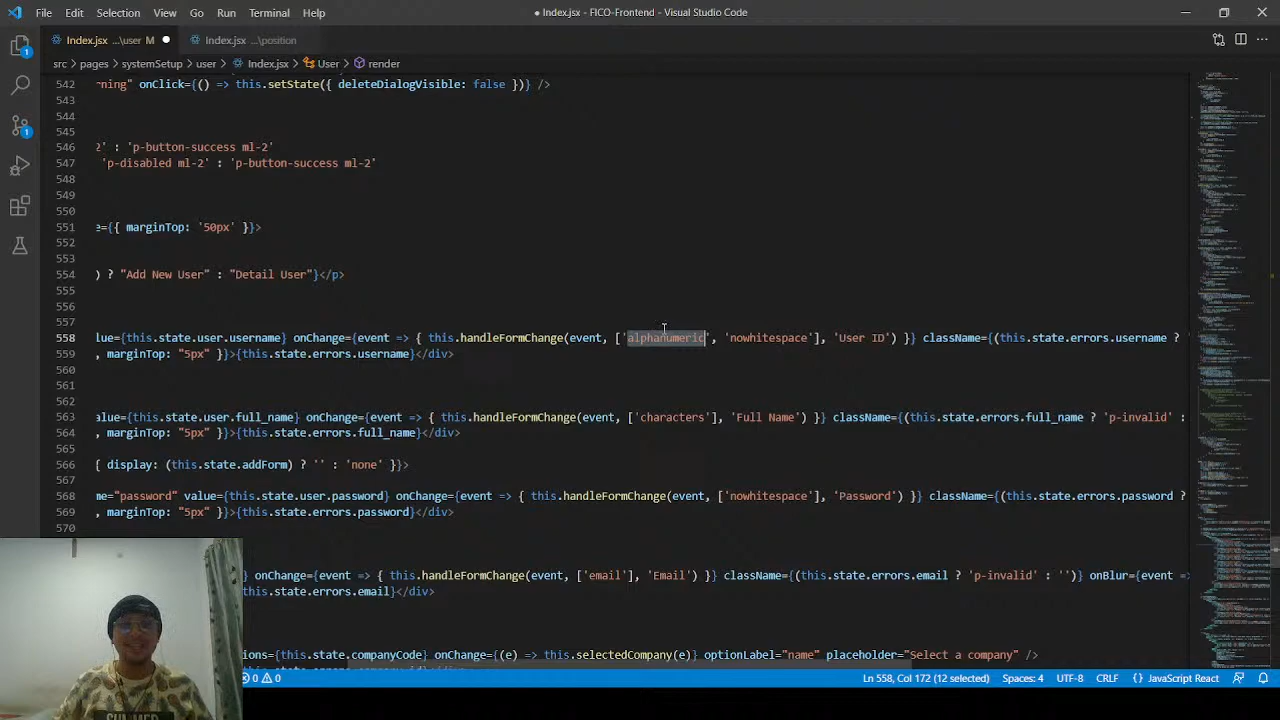 File Edit Selection View Go Run Terminal Help
● Index.jsx - FICO-Frontend - Visual Studio Code
Index.jsx ...\user M ●
Index.jsx ...\position
src > pages > systemSetup > user > Index.jsx > User > render
542 ning" onClick={() => this.setState({ deleteDialogVisible: false })} />
543
544
545
546 2' : 'p-button-success ml-2'
547 'p-disabled ml-2' : 'p-button-success ml-2'
548
549
550
551 e={{ marginTop: '50px' }}>
552
553
554 ) ? "Add New User" : "Detail User"}</p>
555
556
557
558 lue={this.state.user.username} onChange={event => { this.handleFormChange(event, ['alphanumeric', 'nowhitespace'], 'User ID') }} className={(this.state.errors.username ?
559 , marginTop: "5px" }}>{this.state.errors.username}</div>
560
561
562
563 alue={this.state.user.full_name} onChange={event => { this.handleFormChange(event, ['characters'], 'Full Name') }} className={(this.state.errors.full_name ? 'p-invalid' :
564 , marginTop: "5px" }}>{this.state.errors.full_name}</div>
565
566 { display: (this.state.addForm) ? '' : 'none' }}>
567
568 me="password" value={this.state.user.password} onChange={event => { this.handleFormChange(event, ['nowhitespace'], 'Password') }} className={(this.state.errors.password ?
569 , marginTop: "5px" }}>{this.state.errors.password}</div>
570
onChange={event => { this.handleFormChange(event, ['email'], 'Email') }} className={(this.state.errors.email ? 'p-invalid' : '')} onBlur={event =>
this.state.errors.email}</div>
ions={this.state.companyCode} onChange={(e) => this.selectedCompany(e)} optionLabel="name" placeholder="Select a Company" />
0 0
Ln 558, Col 172 (12 selected) Spaces: 4 UTF-8 CRLF {} JavaScript React
1
1
SUMMER